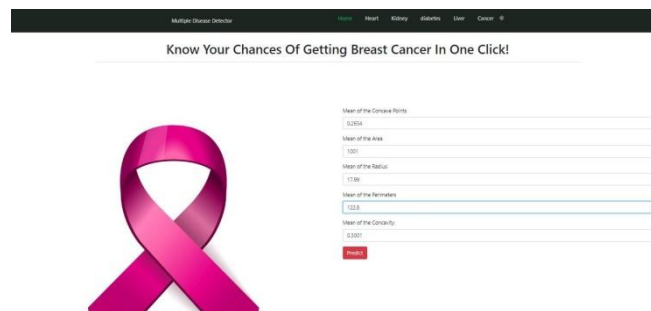 Multiple Disease Detector Home Heart Kidney diabetes Liver Cancer
Know Your Chances Of Getting Breast Cancer In One Click!
Mean of the Concave Points
0.2654
Mean of the Area
1001
Mean of the Radius
17.99
Mean of the Perimeters
122.8
Mean of the Concavity
0.3001
Predict